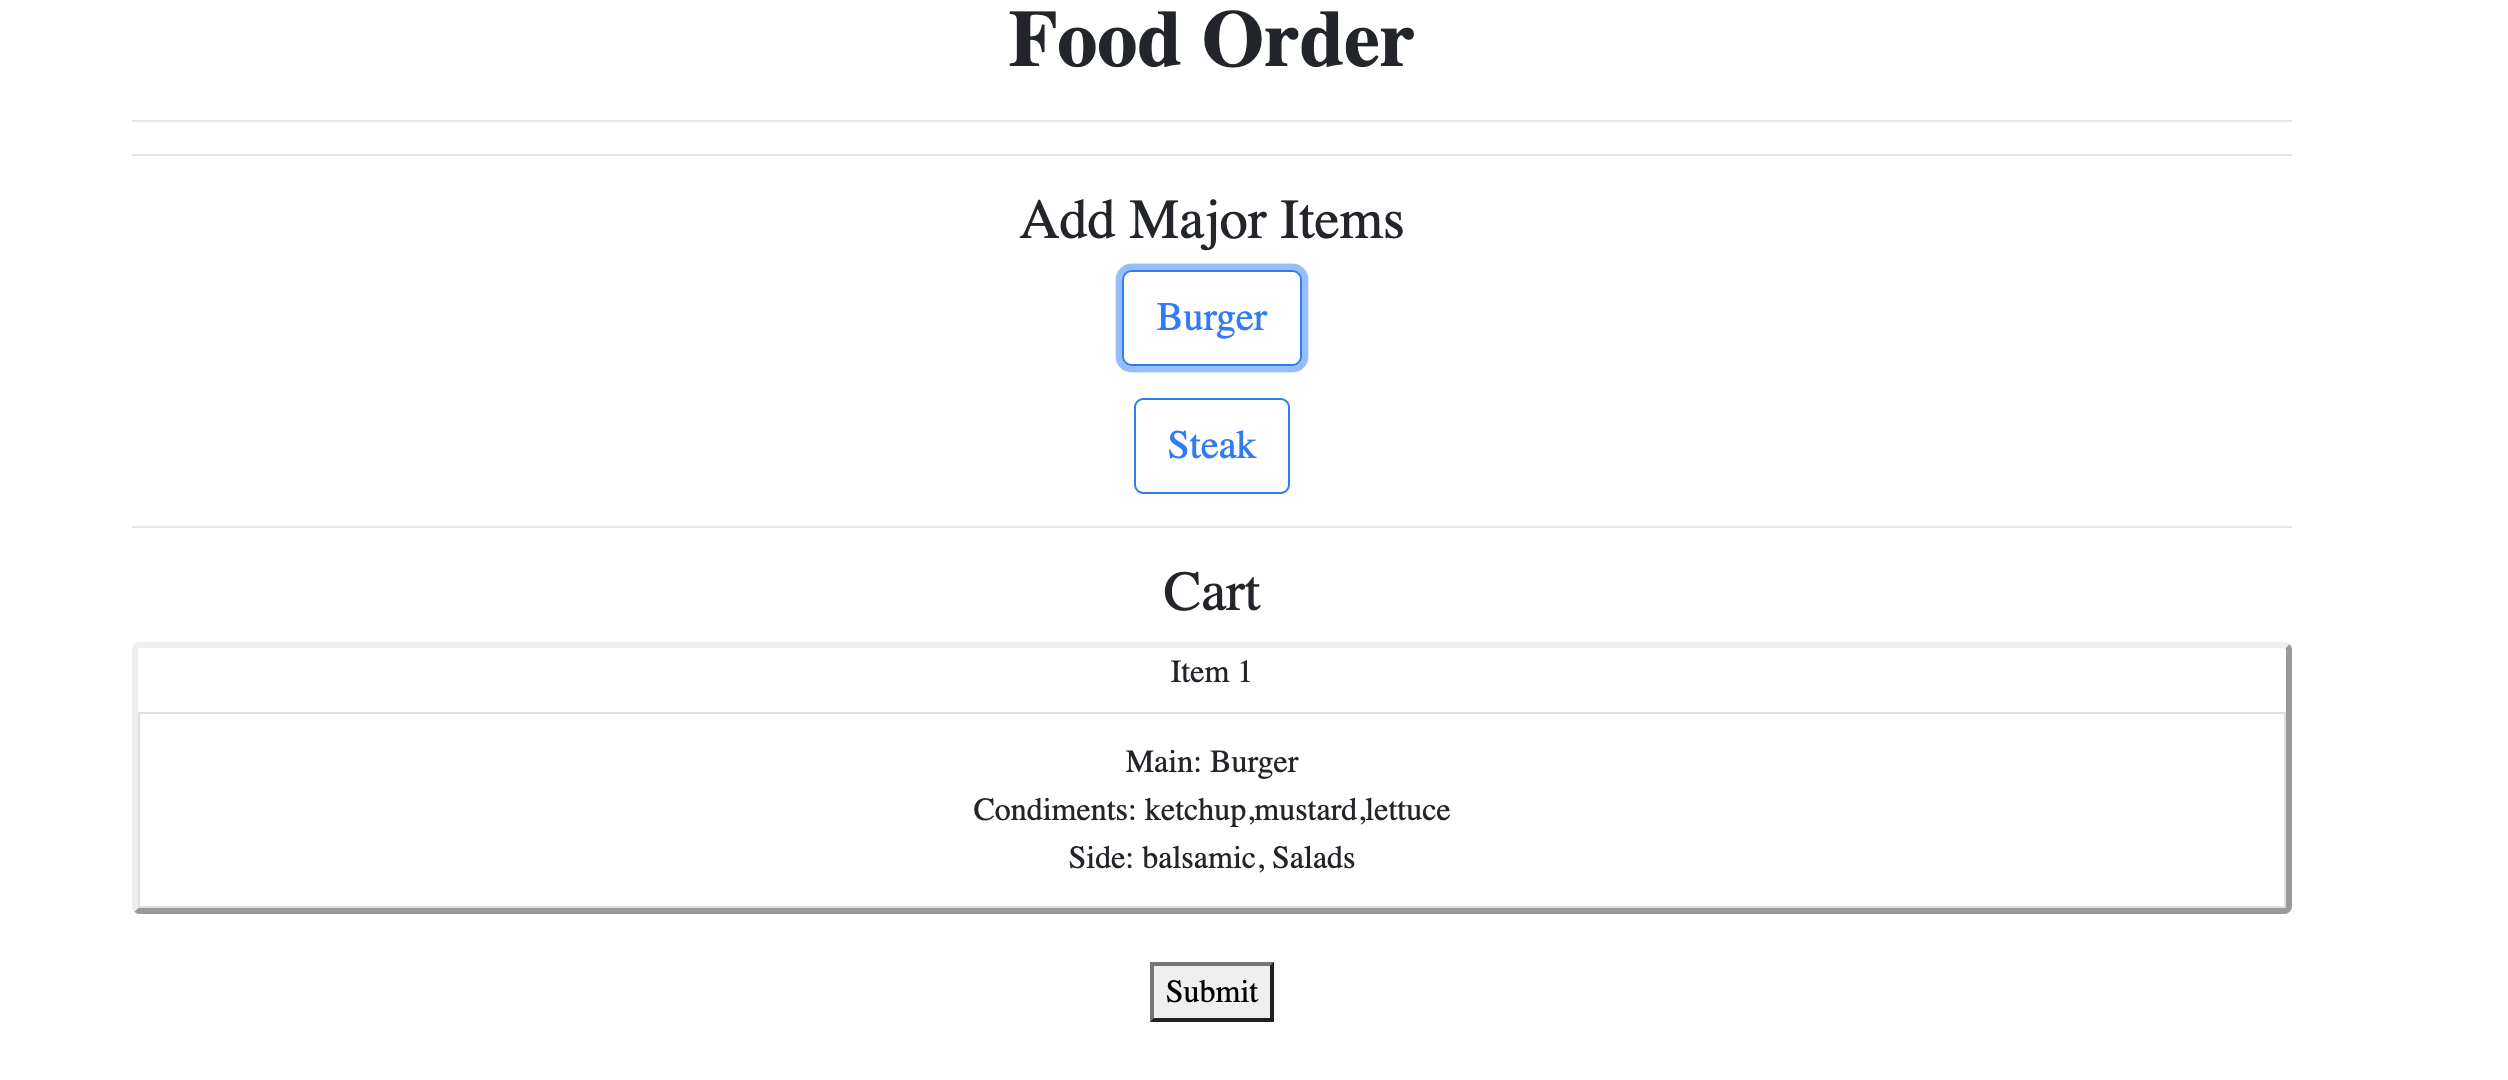 Food Order
Add Major Items
Burger
Steak
Cart
Item 1
Main: Burger
Condiments: ketchup,mustard,lettuce
Side: balsamic, Salads
Submit